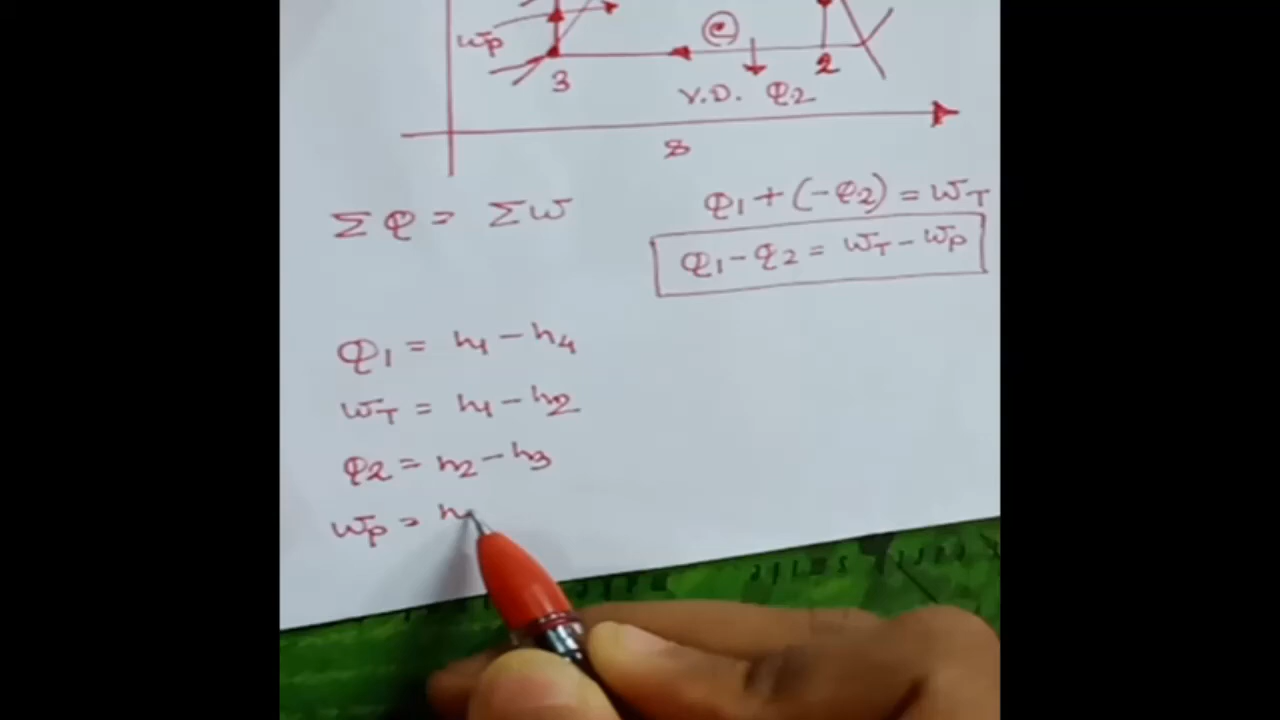 Wp
e
3
2
V.D. Q2
s
ΣQ = ΣW
Q1 + (-Q2) = WT
Q1 - Q2 = WT - Wp
Q1 = h1 - h4
WT = h1 - h2
Q2 = h2 - h3
Wp = h